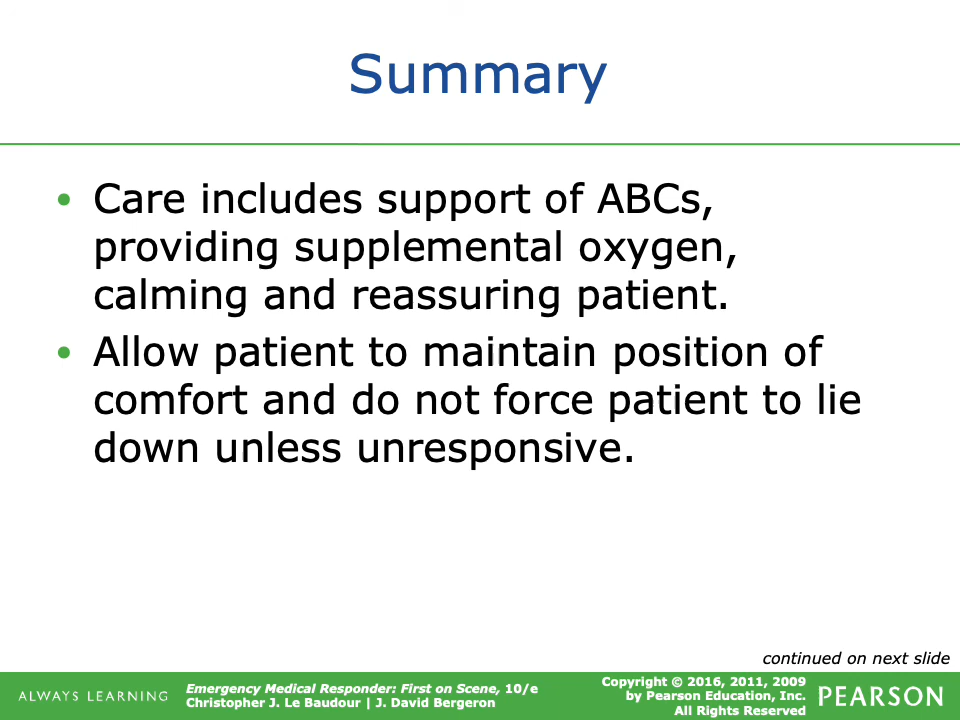 Summary
• Care includes support of ABCs,
providing supplemental oxygen,
calming and reassuring patient.
• Allow patient to maintain position of
comfort and do not force patient to lie
down unless unresponsive.
continued on next slide
ALWAYS LEARNING
Emergency Medical Responder: First on Scene, 10/e
Christopher J. Le Baudour | J. David Bergeron
Copyright © 2016, 2011, 2009
by Pearson Education, Inc.
All Rights Reserved
PEARSON